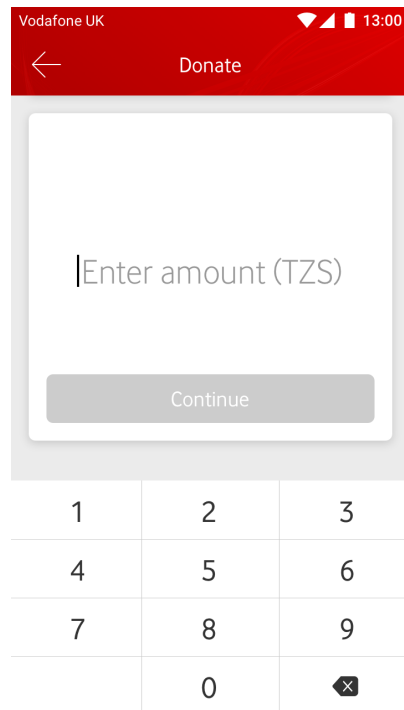 Vodafone UK 13:00
Donate
Enter amount (TZS)
Continue
1 2 3
4 5 6
7 8 9
0